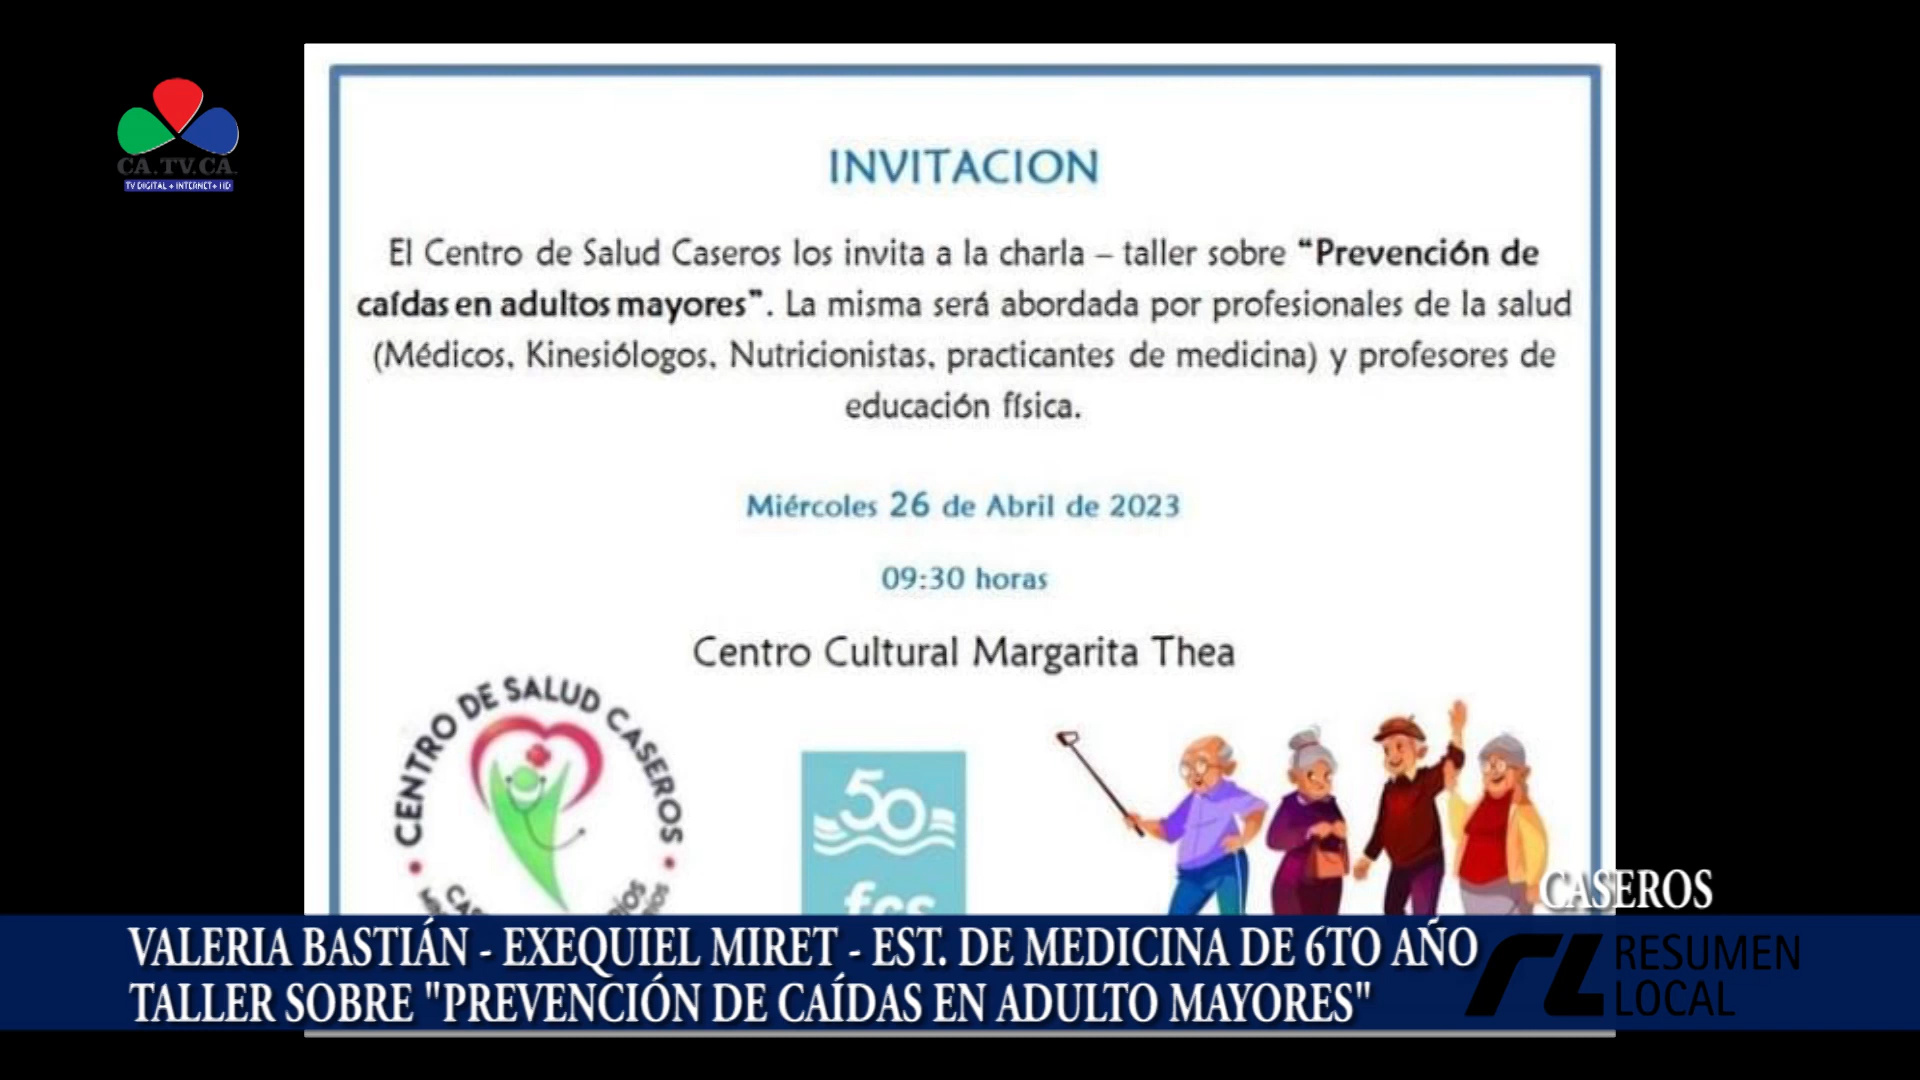 CA.TV.CA.
TV DIGITAL + INTERNET + HD
INVITACION
El Centro de Salud Caseros los invita a la charla – taller sobre “Prevención de
caídas en adultos mayores”. La misma será abordada por profesionales de la salud
(Médicos, Kinesiólogos, Nutricionistas, practicantes de medicina) y profesores de
educación física.
Miércoles 26 de Abril de 2023
09:30 horas
Centro Cultural Margarita Thea
CENTRO DE SALUD CASEROS
50
fcs
CASEROS
VALERIA BASTIÁN - EXEQUIEL MIRET - EST. DE MEDICINA DE 6TO AÑO
TALLER SOBRE "PREVENCIÓN DE CAÍDAS EN ADULTO MAYORES"
RESUMEN
LOCAL